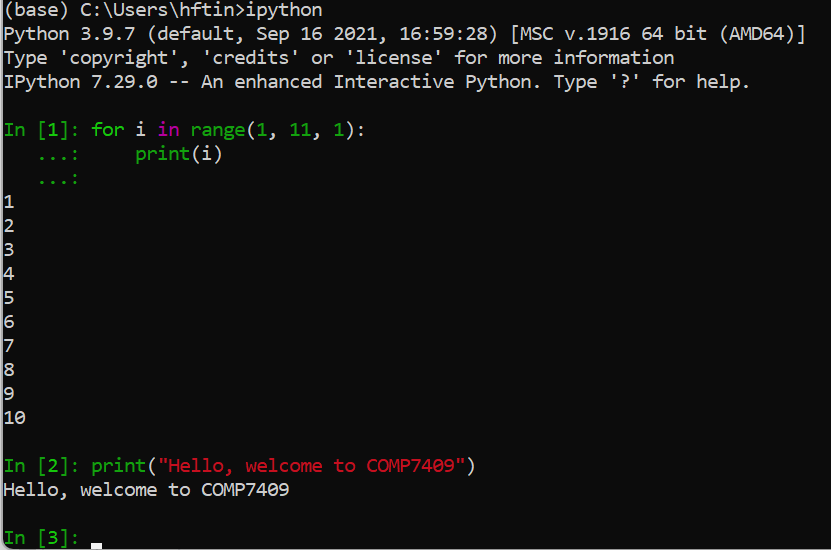 (base) C:\Users\hftin>ipython
Python 3.9.7 (default, Sep 16 2021, 16:59:28) [MSC v.1916 64 bit (AMD64)]
Type 'copyright', 'credits' or 'license' for more information
IPython 7.29.0 -- An enhanced Interactive Python. Type '?' for help.

In [1]: for i in range(1, 11, 1):
   ...:     print(i)
   ...:
1
2
3
4
5
6
7
8
9
10

In [2]: print("Hello, welcome to COMP7409")
Hello, welcome to COMP7409

In [3]: